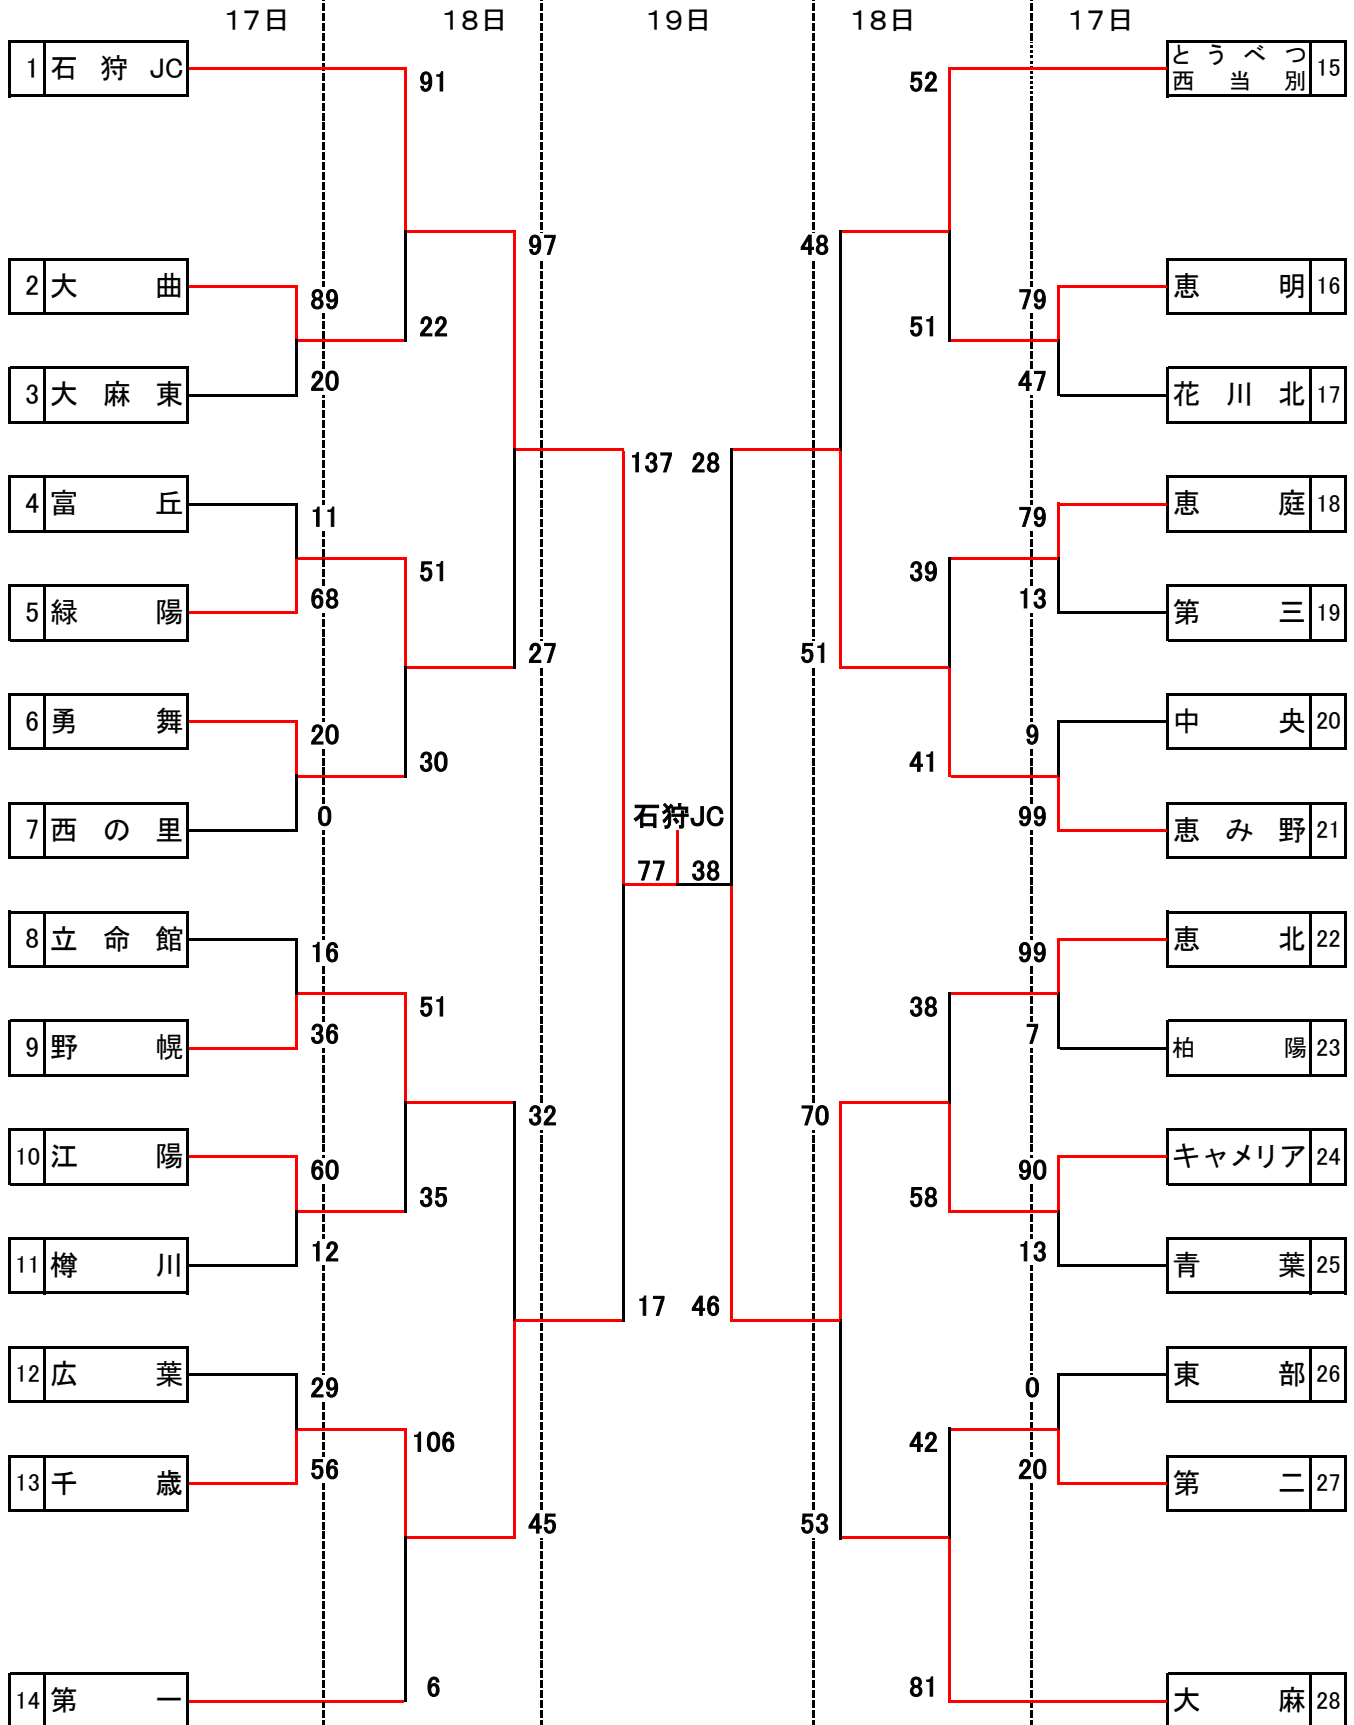 17日 18日 19日 18日 17日
1 石狩JC 91 52 とうべつ西当別 15
97 48
2 大曲 89 79 恵明 16
22 51
3 大麻東 20 47 花川北 17
137 28
4 富丘 11 79 恵庭 18
51 39
5 緑陽 68 13 第三 19
27 51
6 勇舞 20 9 中央 20
30 41
7 西の里 0 石狩JC 99 恵み野 21
77 38
8 立命館 16 99 恵北 22
51 38
9 野幌 36 7 柏陽 23
32 70
10 江陽 60 90 キャメリア 24
35 58
11 樽川 12 13 青葉 25
17 46
12 広葉 29 0 東部 26
106 42
13 千歳 56 20 第二 27
45 53
14 第一 6 81 大麻 28